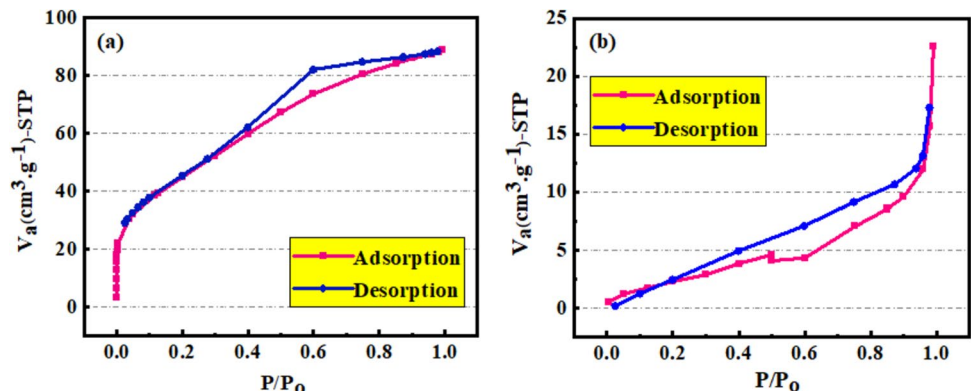 (a)
100
80
60
40
20
0
Va(cm³.g⁻¹)-STP
Adsorption
Desorption
0.0 0.2 0.4 0.6 0.8 1.0
P/Po
(b)
25
20
15
10
5
0
Va(cm³.g⁻¹)-STP
Adsorption
Desorption
0.0 0.2 0.4 0.6 0.8 1.0
P/Po